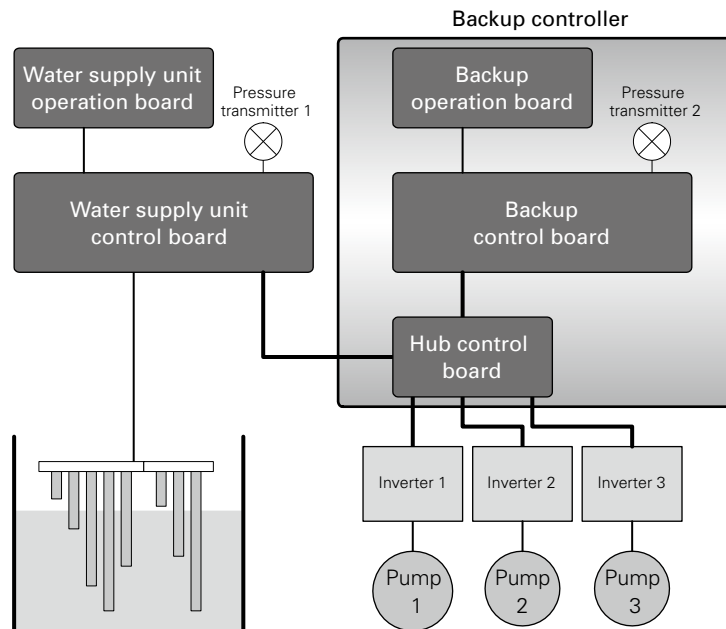 Backup controller
Water supply unit
operation board
Pressure
transmitter 1
Backup
operation board
Pressure
transmitter 2
Water supply unit
control board
Backup
control board
Hub control
board
Inverter 1
Inverter 2
Inverter 3
Pump
1
Pump
2
Pump
3